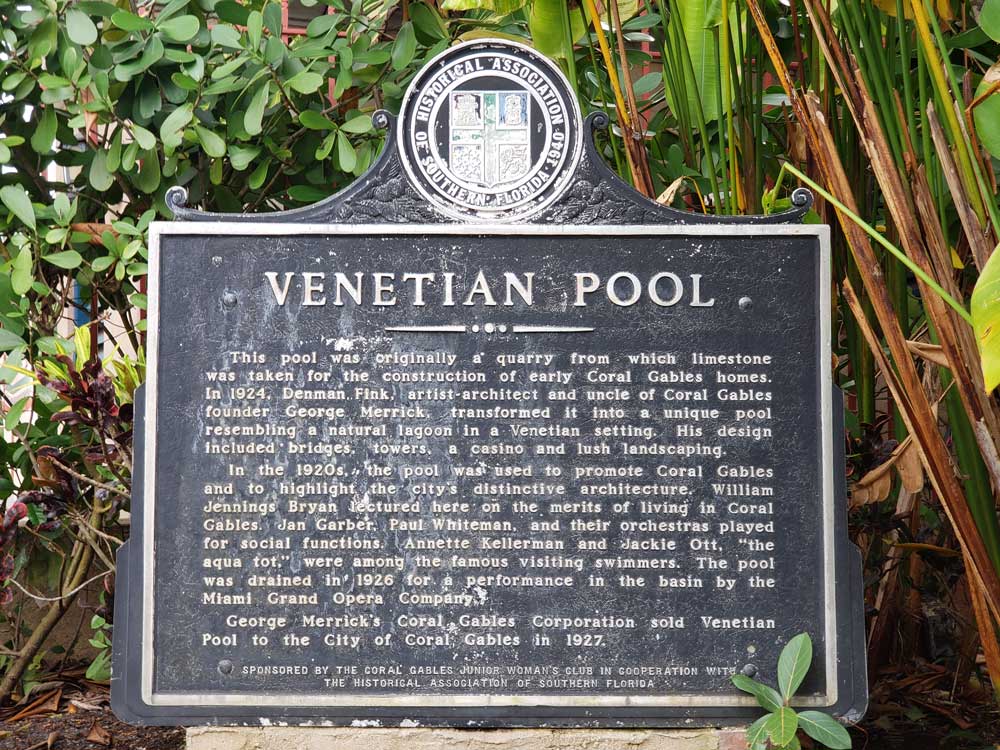 HISTORICAL ASSOCIATION
OF SOUTHERN FLORIDA 1940
VENETIAN POOL
This pool was originally a quarry from which limestone
was taken for the construction of early Coral Gables homes.
In 1924, Denman Fink, artist-architect and uncle of Coral Gables
founder George Merrick, transformed it into a unique pool
resembling a natural lagoon in a Venetian setting. His design
included bridges, towers, a casino and lush landscaping.
In the 1920s, the pool was used to promote Coral Gables
and to highlight the city's distinctive architecture. William
Jennings Bryan lectured here on the merits of living in Coral
Gables. Jan Garber, Paul Whiteman, and their orchestras played
for social functions. Annette Kellerman and Jackie Ott, "the
aqua tot," were among the famous visiting swimmers. The pool
was drained in 1926 for a performance in the basin by the
Miami Grand Opera Company.
George Merrick's Coral Gables Corporation sold Venetian
Pool to the City of Coral Gables in 1927.
SPONSORED BY THE CORAL GABLES JUNIOR WOMAN'S CLUB IN COOPERATION WITH
THE HISTORICAL ASSOCIATION OF SOUTHERN FLORIDA